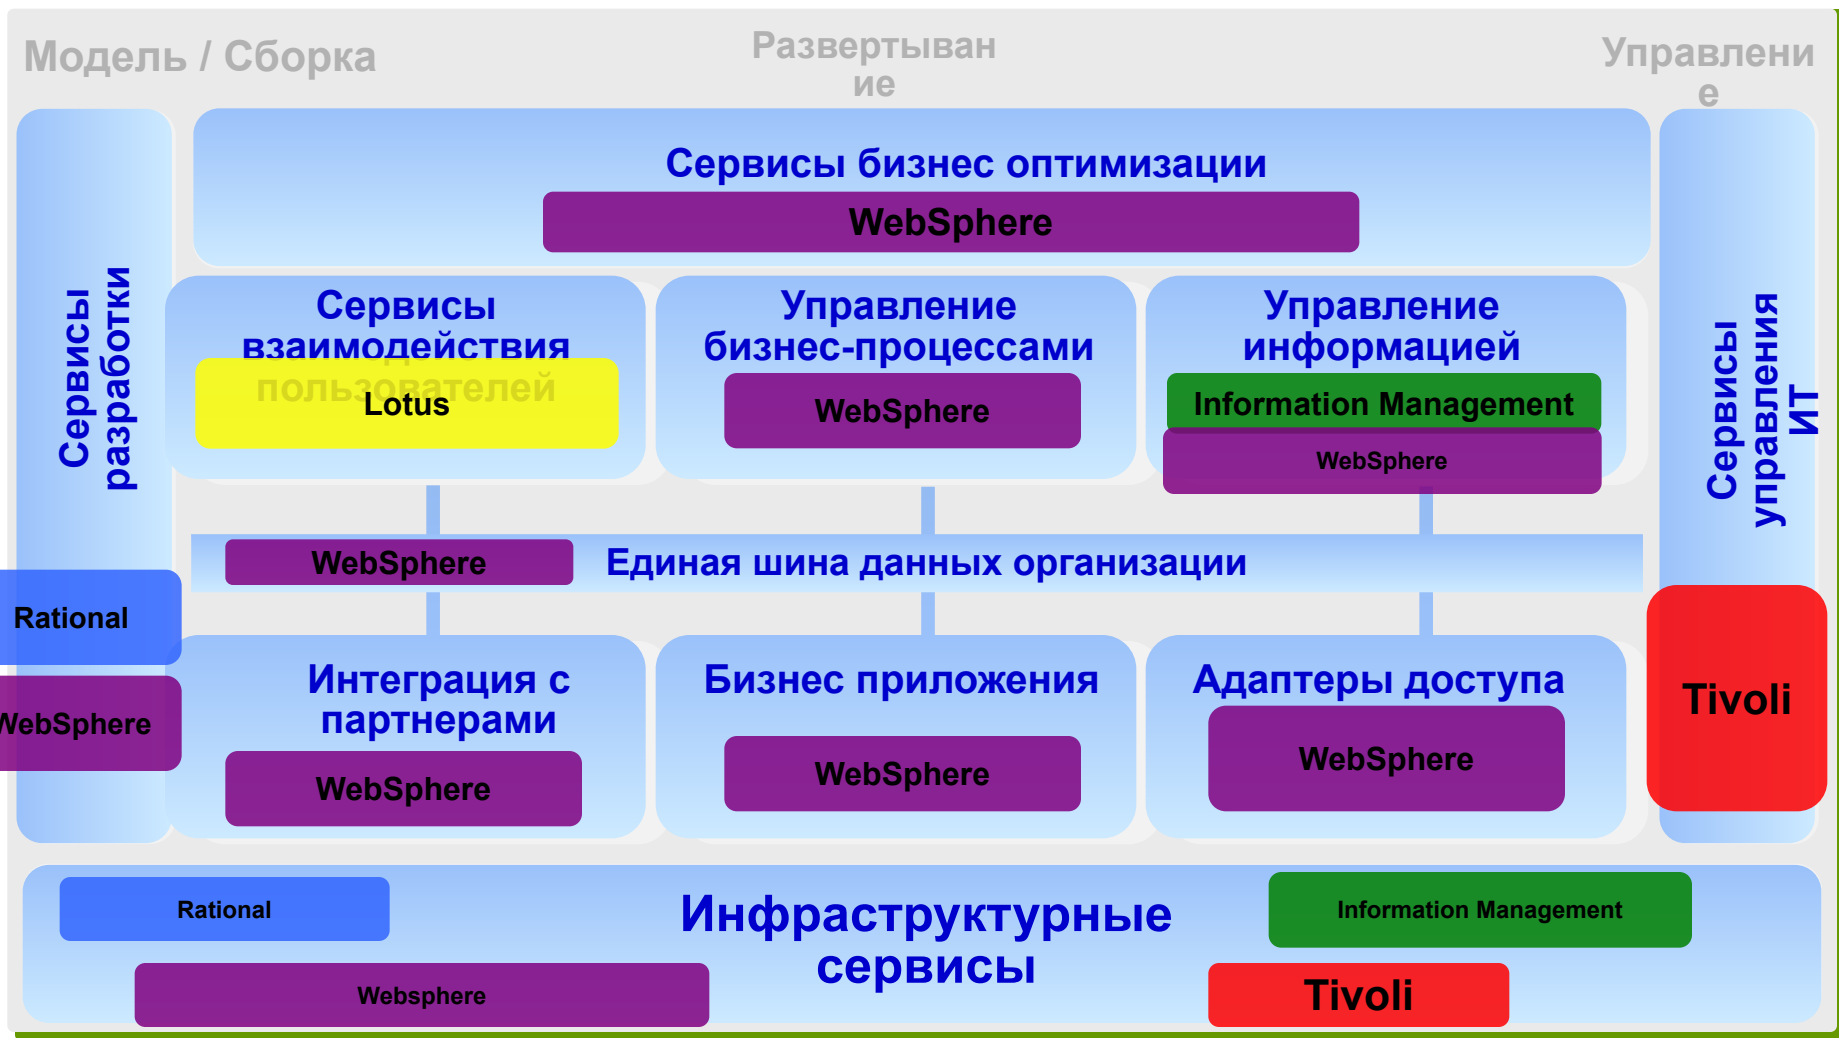 Модель / Сборка
Развертыван
ие
Управлени
е
Сервисы бизнес оптимизации
WebSphere
Сервисы
разработки
Сервисы
взаимодействия
пользователей
Lotus
Управление
бизнес-процессами
WebSphere
Управление
информацией
Information Management
WebSphere
Сервисы
управления
ИТ
WebSphere
Единая шина данных организации
Rational
WebSphere
Интеграция с
партнерами
WebSphere
Бизнес приложения
WebSphere
Адаптеры доступа
WebSphere
Tivoli
Rational
Инфраструктурные
сервисы
Information Management
Websphere
Tivoli